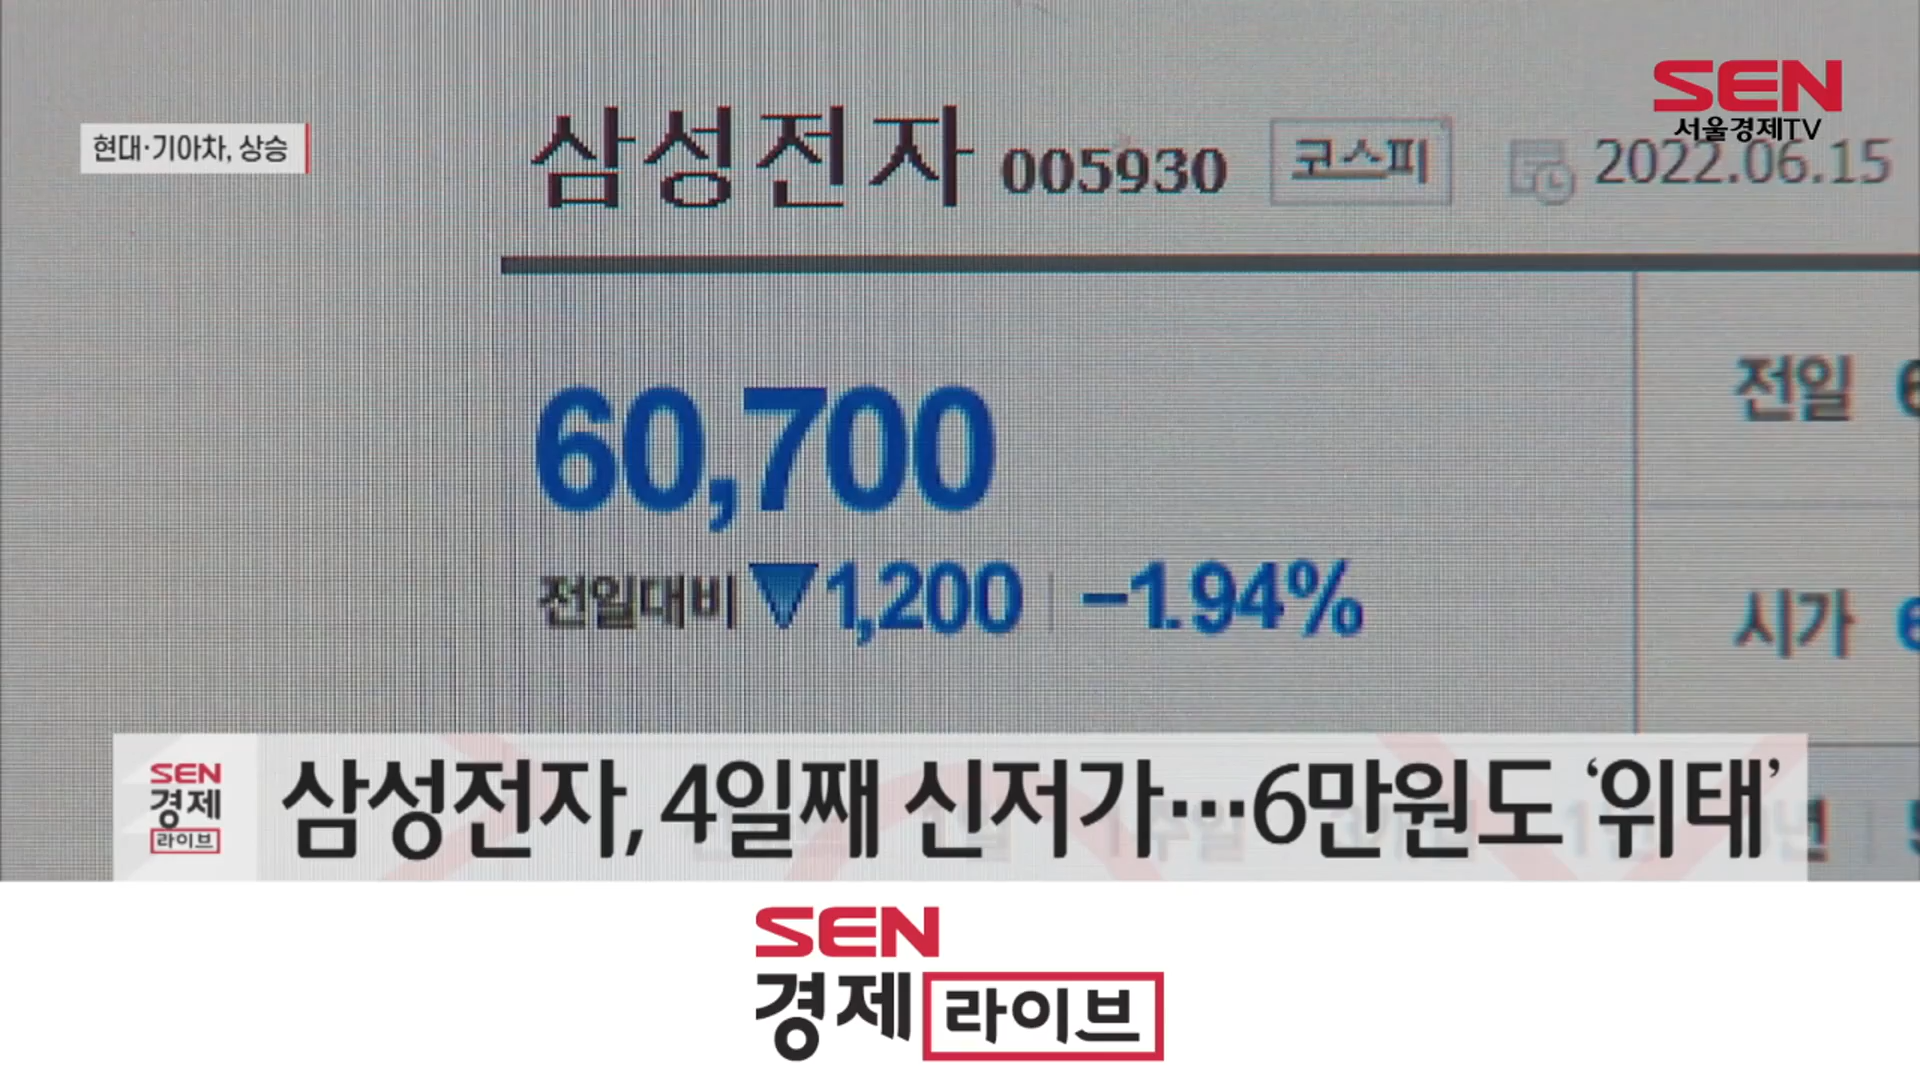 SEN
서울경제TV
현대·기아차, 상승
삼성전자 005930 코스피 2022.06.15
60,700
전일대비 ▼1,200 -1.94%
전일
시가
SEN
경제
라이브
삼성전자, 4일째 신저가…6만원도 ‘위태’
SEN
경제 라이브